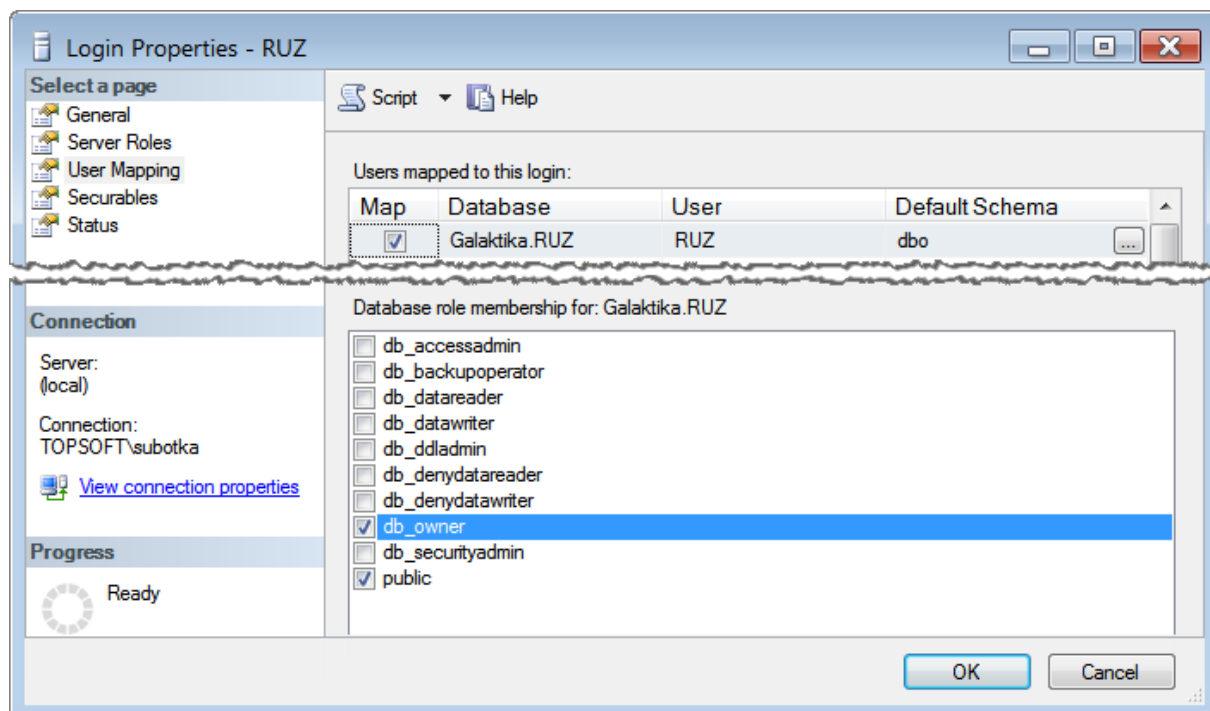 Login Properties - RUZ
Select a page
General
Server Roles
User Mapping
Securables
Status
Script
Help
Users mapped to this login:
Map Database User Default Schema
Galaktika.RUZ RUZ dbo ...
Connection
Server:
(local)
Connection:
TOPSOFT\subotka
View connection properties
Progress
Ready
Database role membership for: Galaktika.RUZ
db_accessadmin
db_backupoperator
db_datareader
db_datawriter
db_ddladmin
db_denydatareader
db_denydatawriter
db_owner
db_securityadmin
public
OK
Cancel